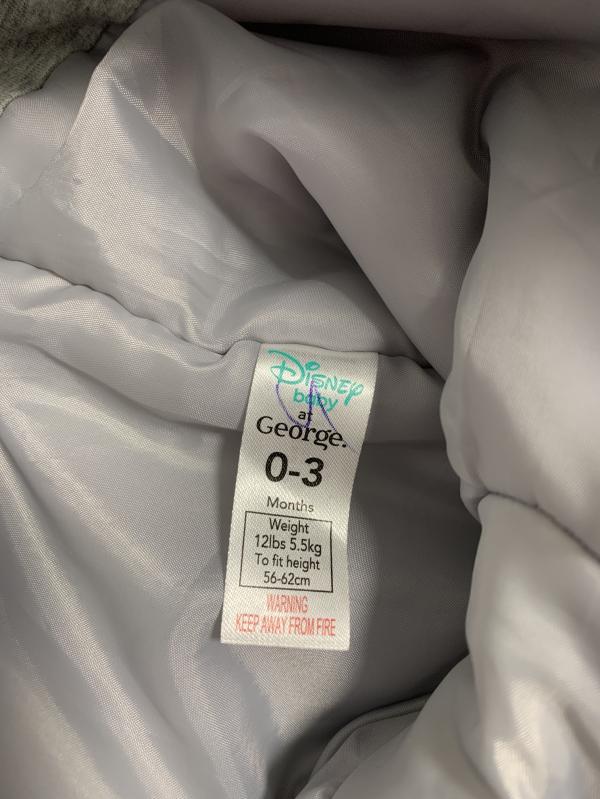 Disney
baby
at
George.
0-3
Months
Weight
12lbs 5.5kg
To fit height
56-62cm
WARNING
KEEP AWAY FROM FIRE